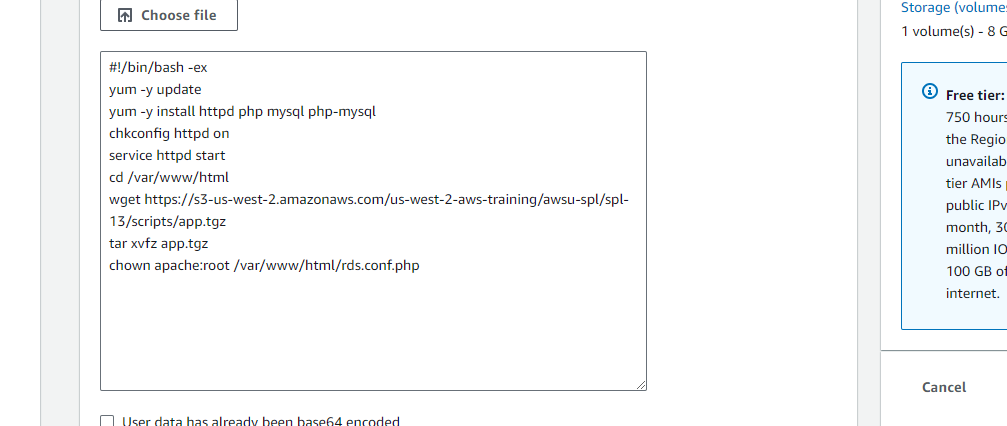 Choose file
#!/bin/bash -ex
yum -y update
yum -y install httpd php mysql php-mysql
chkconfig httpd on
service httpd start
cd /var/www/html
wget https://s3-us-west-2.amazonaws.com/us-west-2-aws-training/awsu-spl/spl-
13/scripts/app.tgz
tar xvfz app.tgz
chown apache:root /var/www/html/rds.conf.php
User data has already been base64 encoded
Storage (volume
1 volume(s) - 8 G
Free tier:
750 hours
the Regio
unavailab
tier AMIs
public IPv
month, 30
million IO
100 GB of
internet.
Cancel